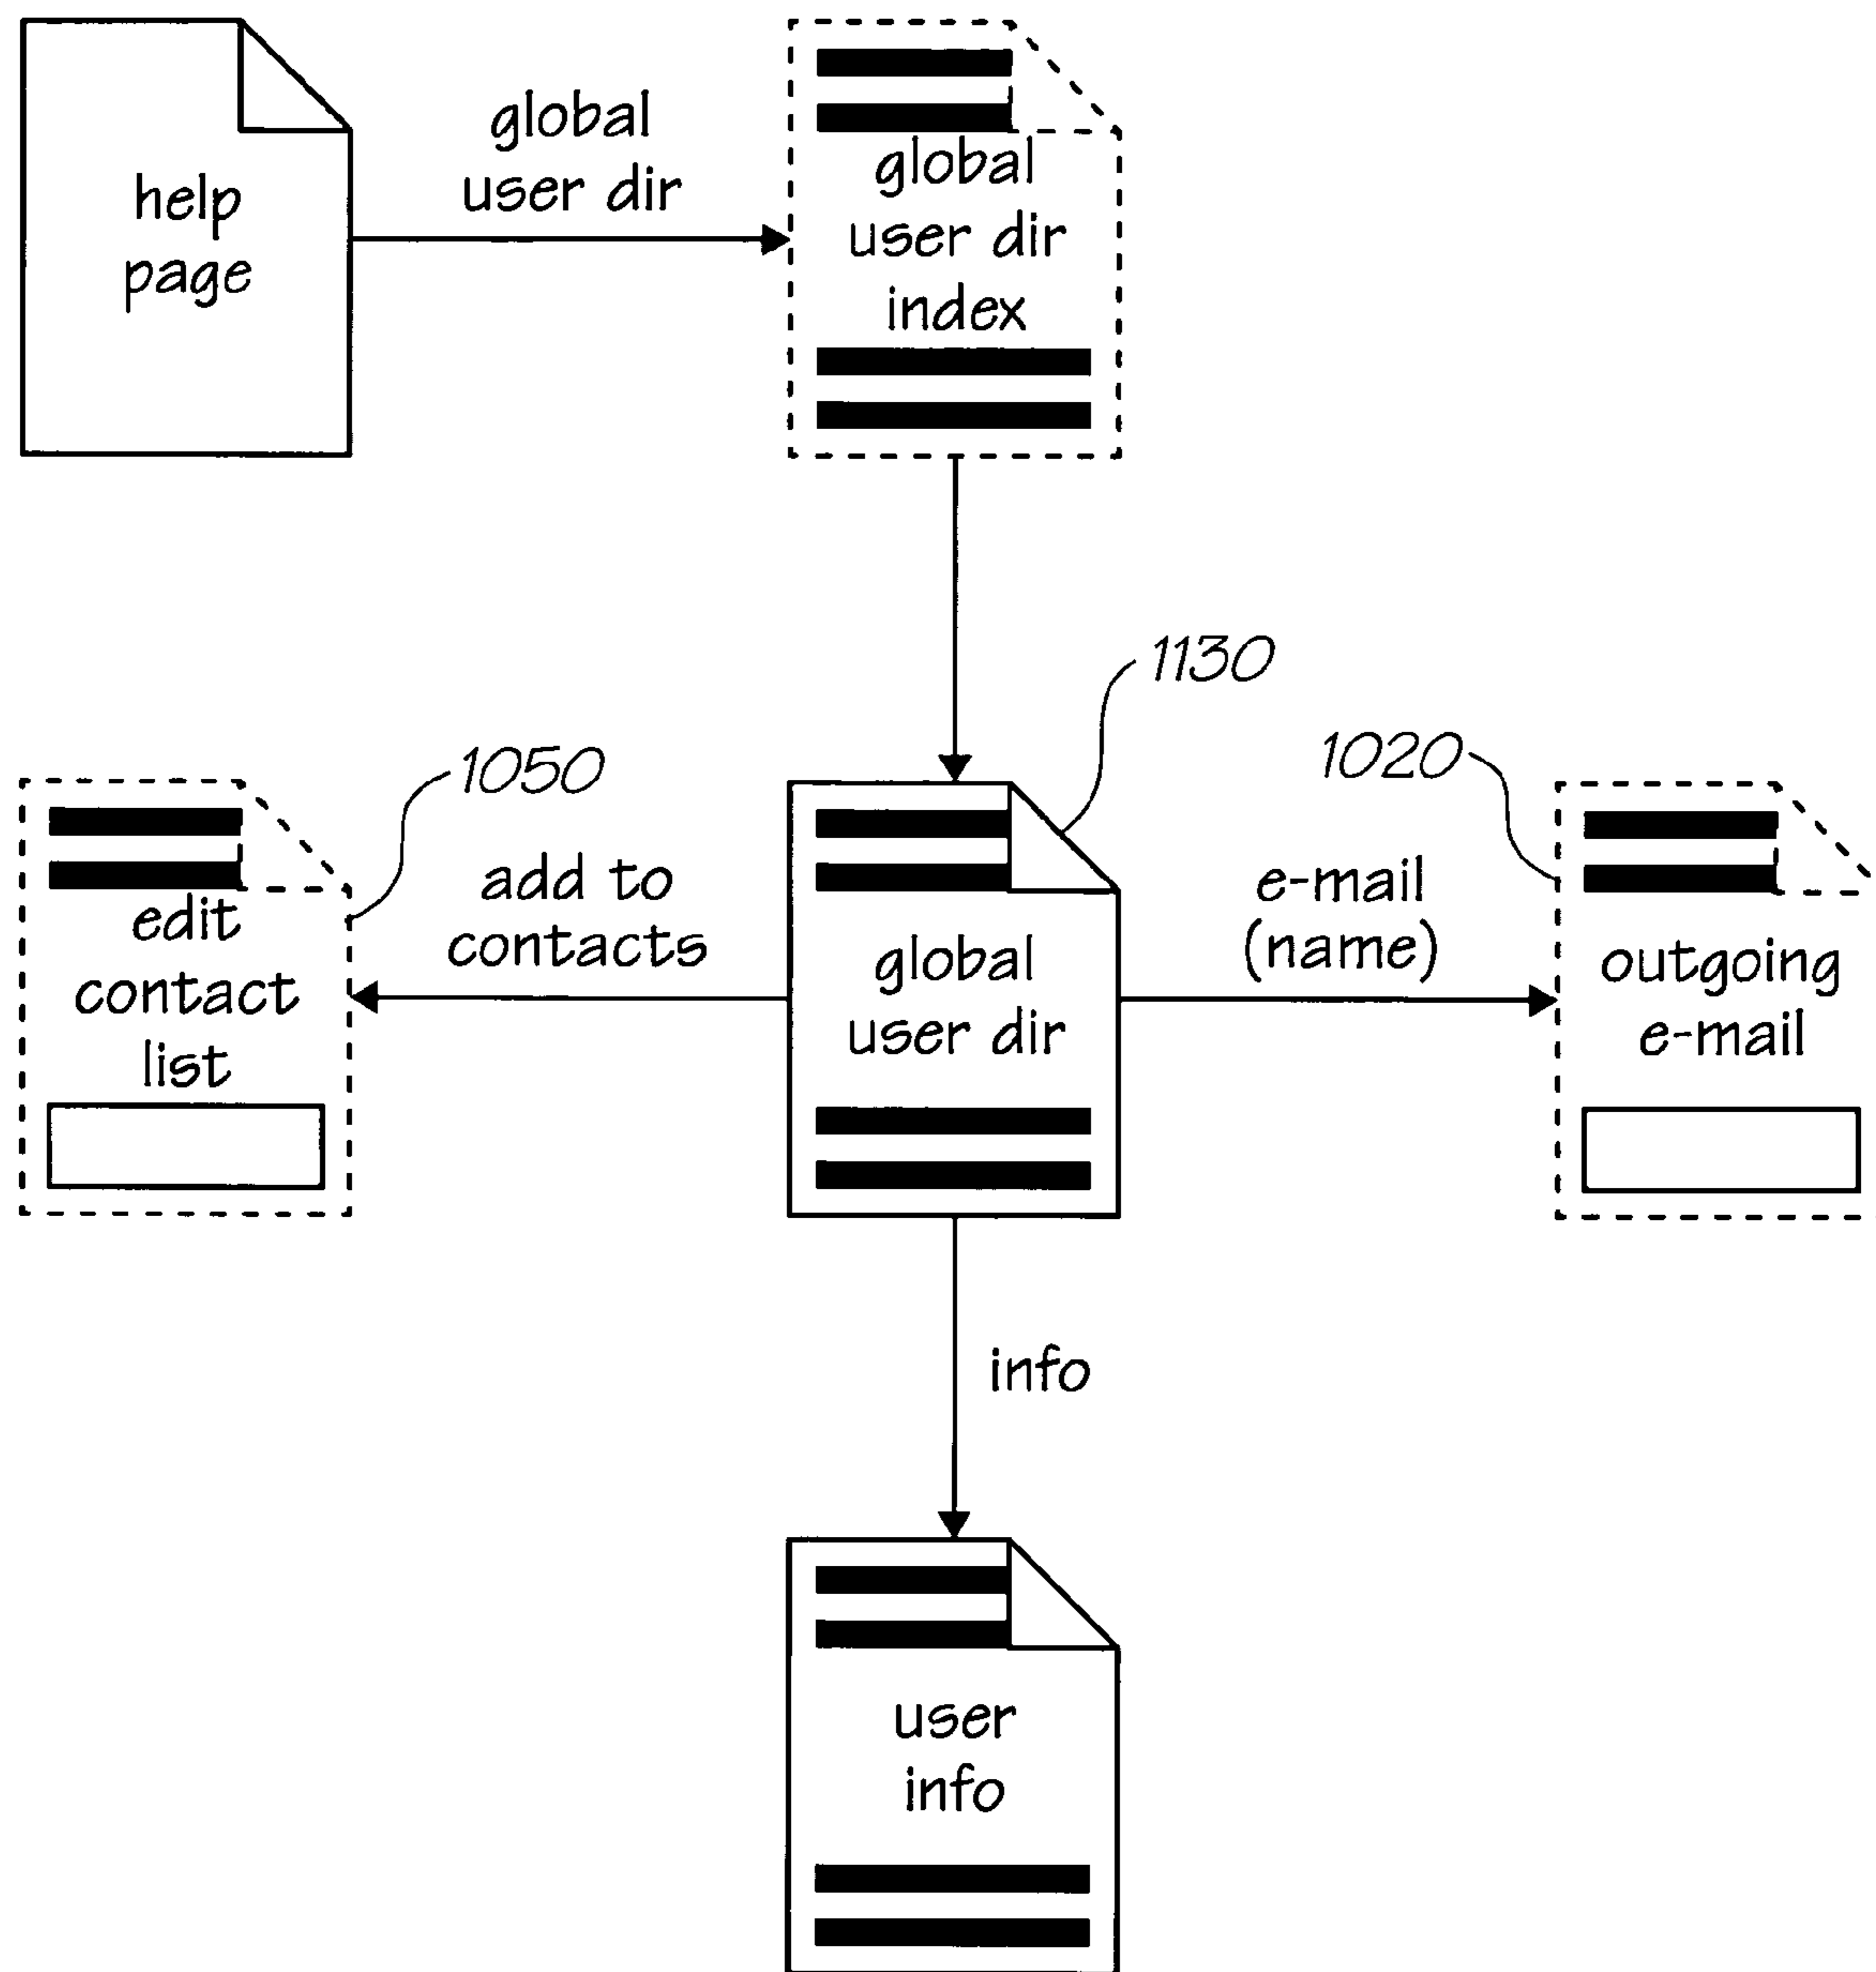 help
page
global
user dir
global
user dir
index
1130
1050
1020
edit
contact
list
add to
contacts
global
user dir
e-mail
(name)
outgoing
e-mail
info
user
info